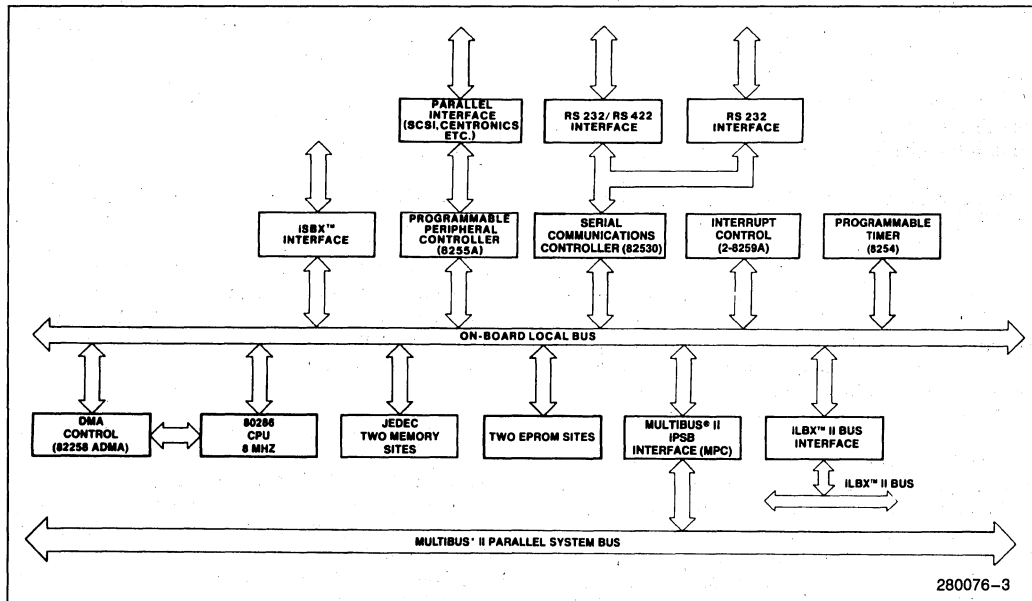 PARALLEL
INTERFACE
(SCSI, CENTRONICS
ETC.)
RS 232/ RS 422
INTERFACE
RS 232
INTERFACE
iSBX™
INTERFACE
PROGRAMMABLE
PERIPHERAL
CONTROLLER
(8255A)
SERIAL
COMMUNICATIONS
CONTROLLER (82530)
INTERRUPT
CONTROL
(2-8259A)
PROGRAMMABLE
TIMER
(8254)
ON-BOARD LOCAL BUS
DMA
CONTROL
(82258 ADMA)
80286
CPU
8 MHZ
JEDEC
TWO MEMORY
SITES
TWO EPROM SITES
MULTIBUS® II
iPSB
INTERFACE (MPC)
iLBX™ II BUS
INTERFACE
iLBX™ II BUS
MULTIBUS® II PARALLEL SYSTEM BUS
280076–3